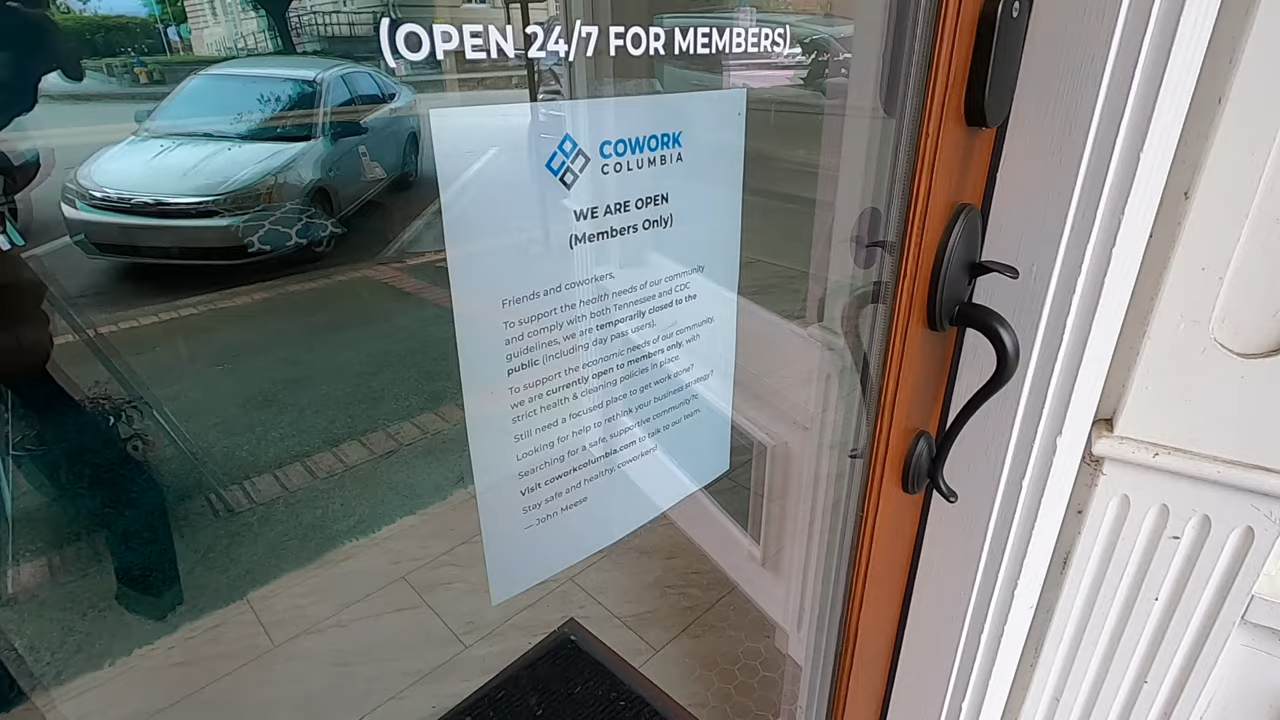 (OPEN 24/7 FOR MEMBERS)
COWORK
COLUMBIA
WE ARE OPEN
(Members Only)
Friends and coworkers,
To support the health needs of our community
and comply with both Tennessee and CDC
guidelines, we are temporarily closed to the
public (including day pass users).
To support the economic needs of our community,
we are currently open to members only, with
strict health & cleaning policies in place.
Still need a focused place to get work done?
Looking for help to rethink your business strategy?
Searching for a safe, supportive community?
Visit coworkcolumbia.com to talk to our team.
Stay safe and healthy, coworkers!
— John Meese